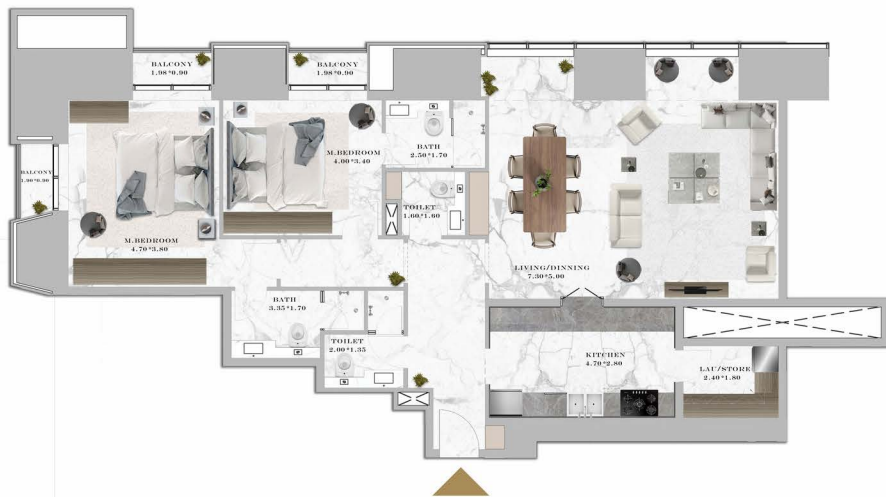 BALCONY
1.98*0.90
BALCONY
1.98*0.90
BALCONY
1.90*0.90
M.BEDROOM
4.00*3.40
BATH
2.50*1.70
TOILET
1.60*1.60
M.BEDROOM
4.70*3.80
LIVING/DINNING
7.30*5.00
BATH
3.35*1.70
TOILET
2.00*1.35
KITCHEN
4.70*2.80
LAU/STORE
2.40*1.80